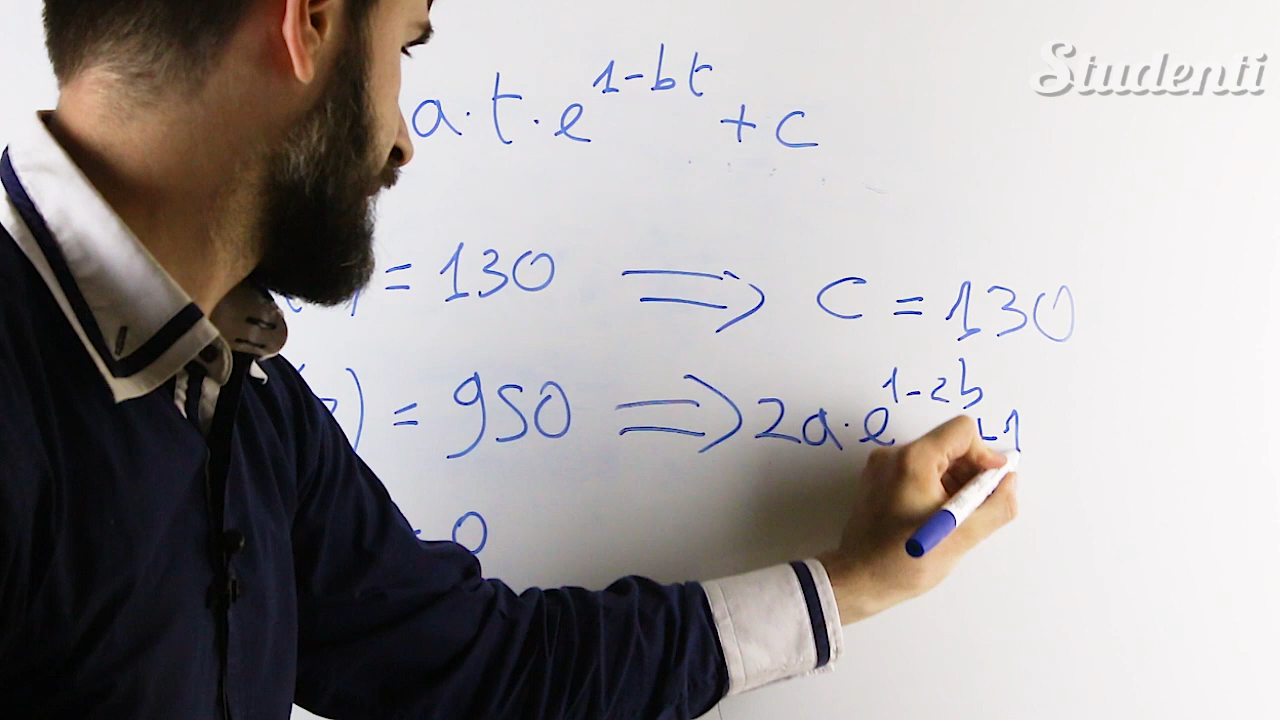 Studenti
a·t·e^{1-bt} + c
) = 130 ⟹ c = 130
) = 950 ⟹ 2a·e^{1-2b}
= 0